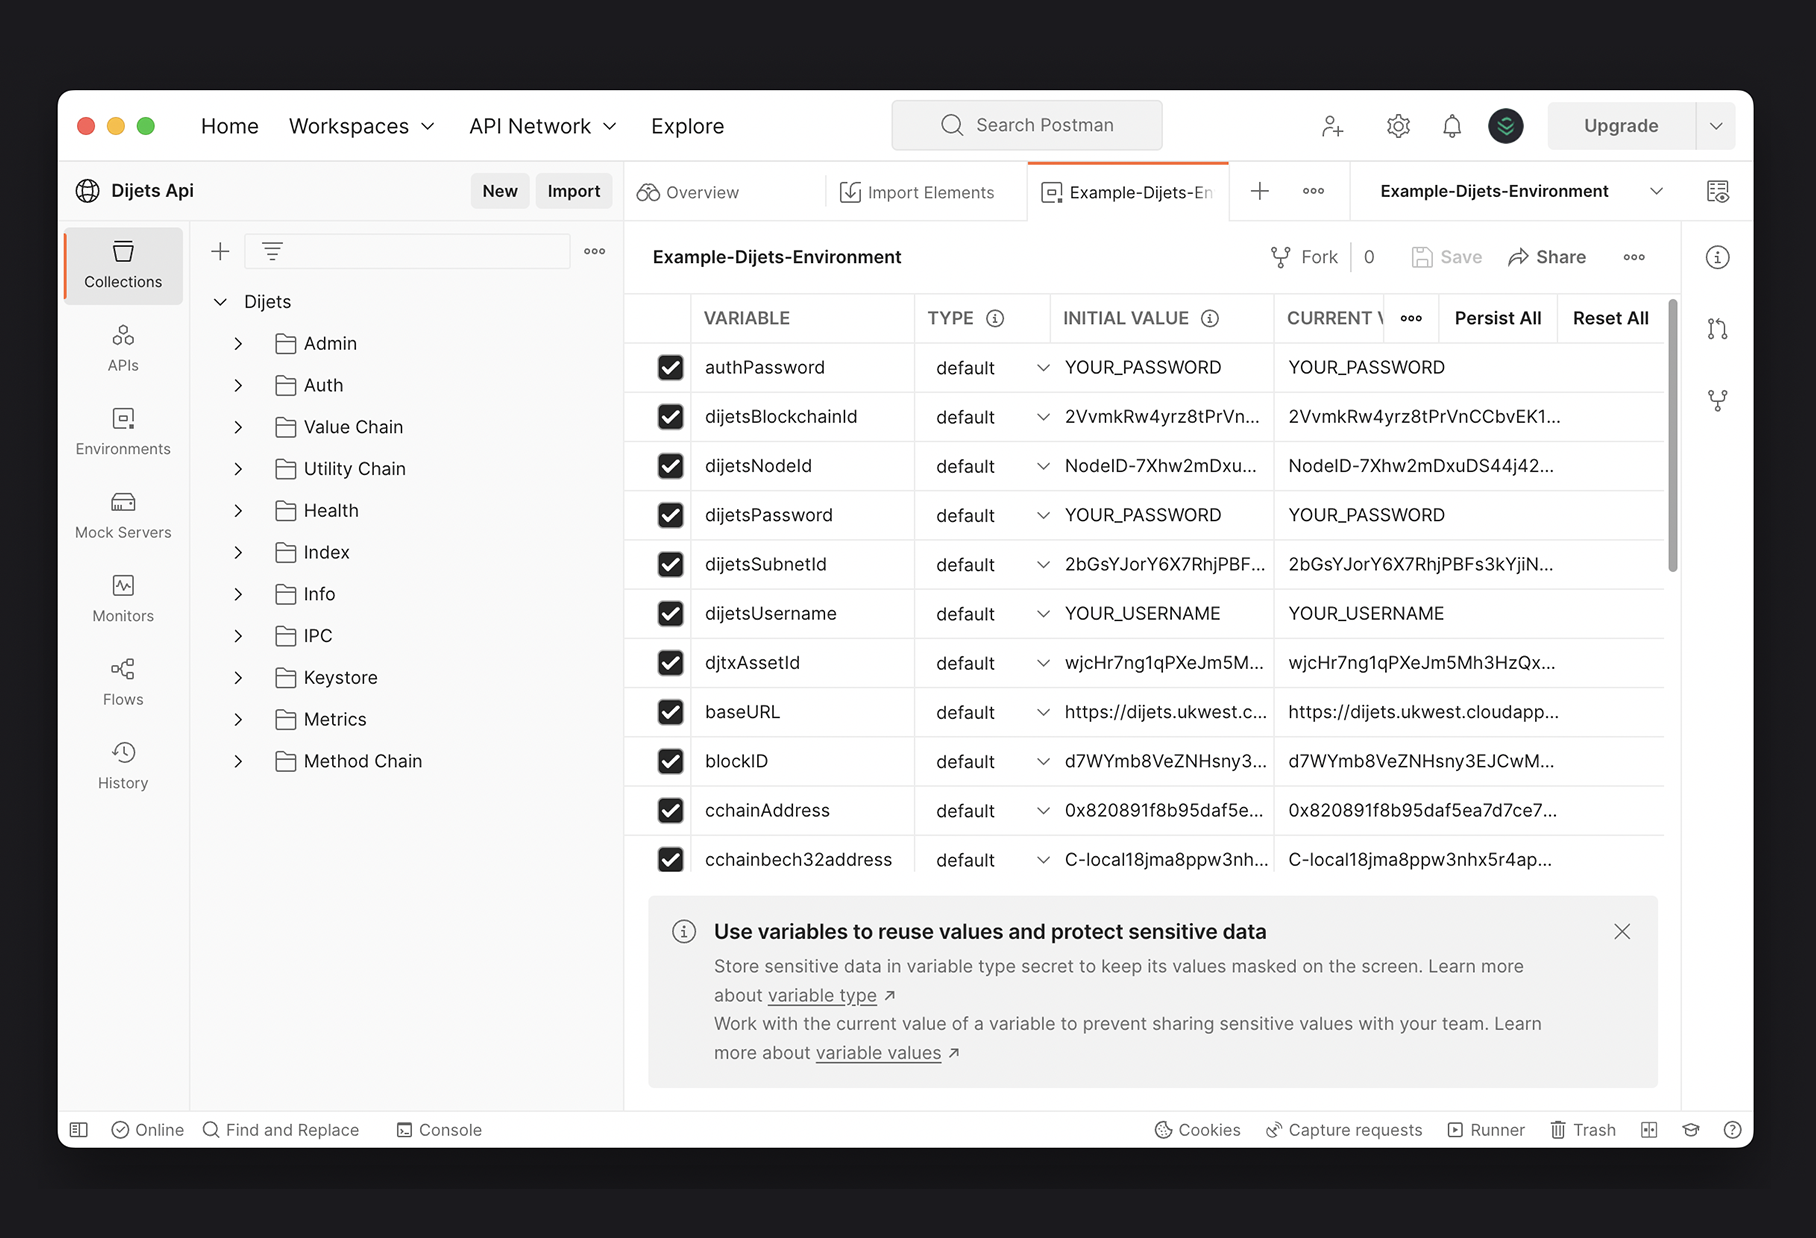 Home
Workspaces
API Network
Explore
Search Postman
Upgrade
Dijets Api
New
Import
Overview
Import Elements
Example-Dijets-En
Example-Dijets-Environment
Collections
APIs
Environments
Mock Servers
Monitors
Flows
History
Dijets
Admin
Auth
Value Chain
Utility Chain
Health
Index
Info
IPC
Keystore
Metrics
Method Chain
Example-Dijets-Environment
Fork
0
Save
Share
VARIABLE TYPE INITIAL VALUE CURRENT V Persist All Reset All
authPassword default YOUR_PASSWORD YOUR_PASSWORD
dijetsBlockchainId default 2VvmkRw4yrz8tPrVn... 2VvmkRw4yrz8tPrVnCCbvEK1...
dijetsNodeId default NodeID-7Xhw2mDxu... NodeID-7Xhw2mDxuDS44j42...
dijetsPassword default YOUR_PASSWORD YOUR_PASSWORD
dijetsSubnetId default 2bGsYJorY6X7RhjPBF... 2bGsYJorY6X7RhjPBFs3kYjiN...
dijetsUsername default YOUR_USERNAME YOUR_USERNAME
djtxAssetId default wjcHr7ng1qPXeJm5M... wjcHr7ng1qPXeJm5Mh3HzQx...
baseURL default https://dijets.ukwest.c... https://dijets.ukwest.cloudapp...
blockID default d7WYmb8VeZNHsny3... d7WYmb8VeZNHsny3EJCwM...
cchainAddress default 0x820891f8b95daf5e... 0x820891f8b95daf5ea7d7ce7...
cchainbech32address default C-local18jma8ppw3nh... C-local18jma8ppw3nhx5r4ap...
Use variables to reuse values and protect sensitive data
Store sensitive data in variable type secret to keep its values masked on the screen. Learn more
about variable type ↗
Work with the current value of a variable to prevent sharing sensitive values with your team. Learn
more about variable values ↗
Online
Find and Replace
Console
Cookies
Capture requests
Runner
Trash